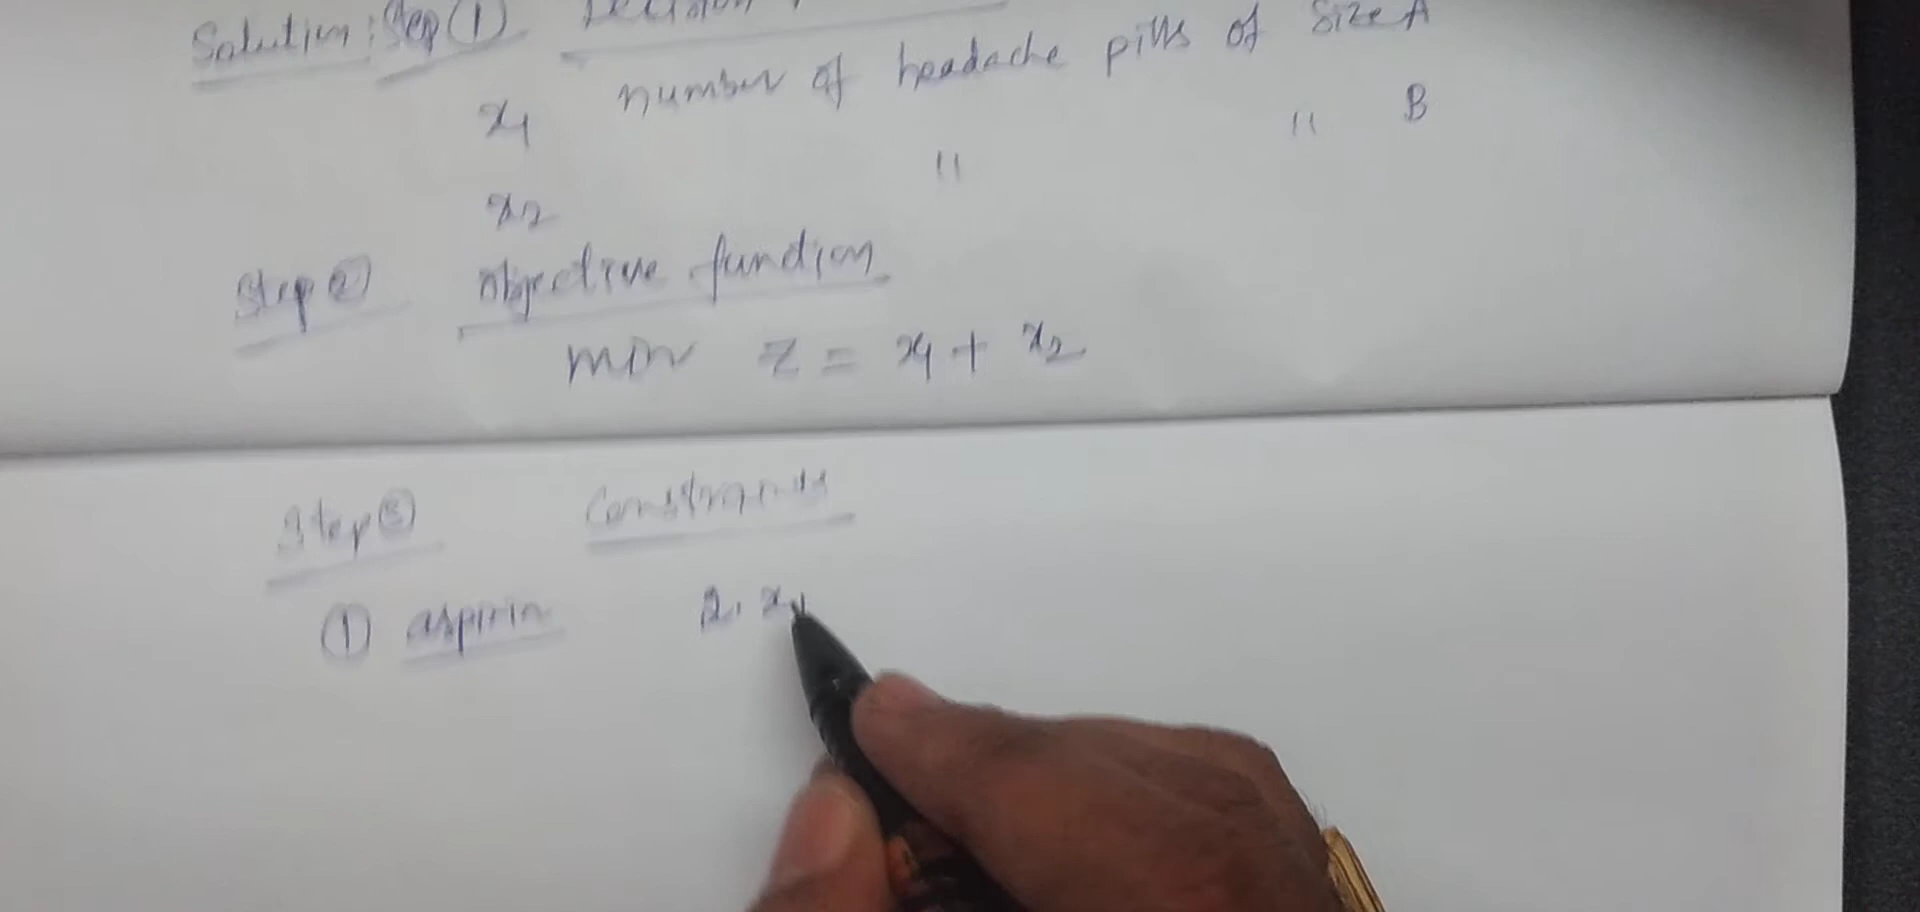 Solution: Step (1) Decision
x1 number of headache pills of size A
x2 " " B
Step (2) objective function
min z = x1 + x2
Step (3) Constraints
(1) aspirin 2. x1